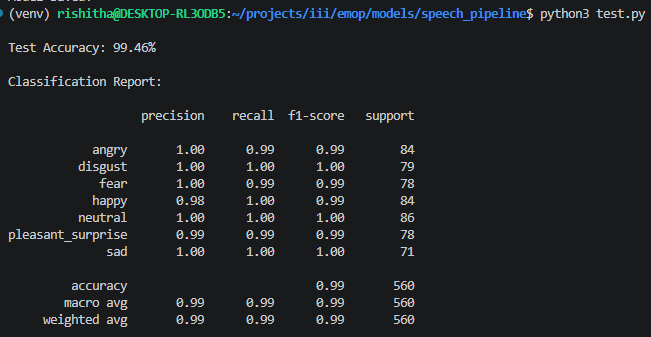 (venv) rishitha@DESKTOP-RL3ODB5:~/projects/iii/emop/models/speech_pipeline$ python3 test.py
Test Accuracy: 99.46%
Classification Report:
precision recall f1-score support
angry 1.00 0.99 0.99 84
disgust 1.00 1.00 1.00 79
fear 1.00 0.99 0.99 78
happy 0.98 1.00 0.99 84
neutral 1.00 1.00 1.00 86
pleasant_surprise 0.99 0.99 0.99 78
sad 1.00 1.00 1.00 71
accuracy 0.99 560
macro avg 0.99 0.99 0.99 560
weighted avg 0.99 0.99 0.99 560